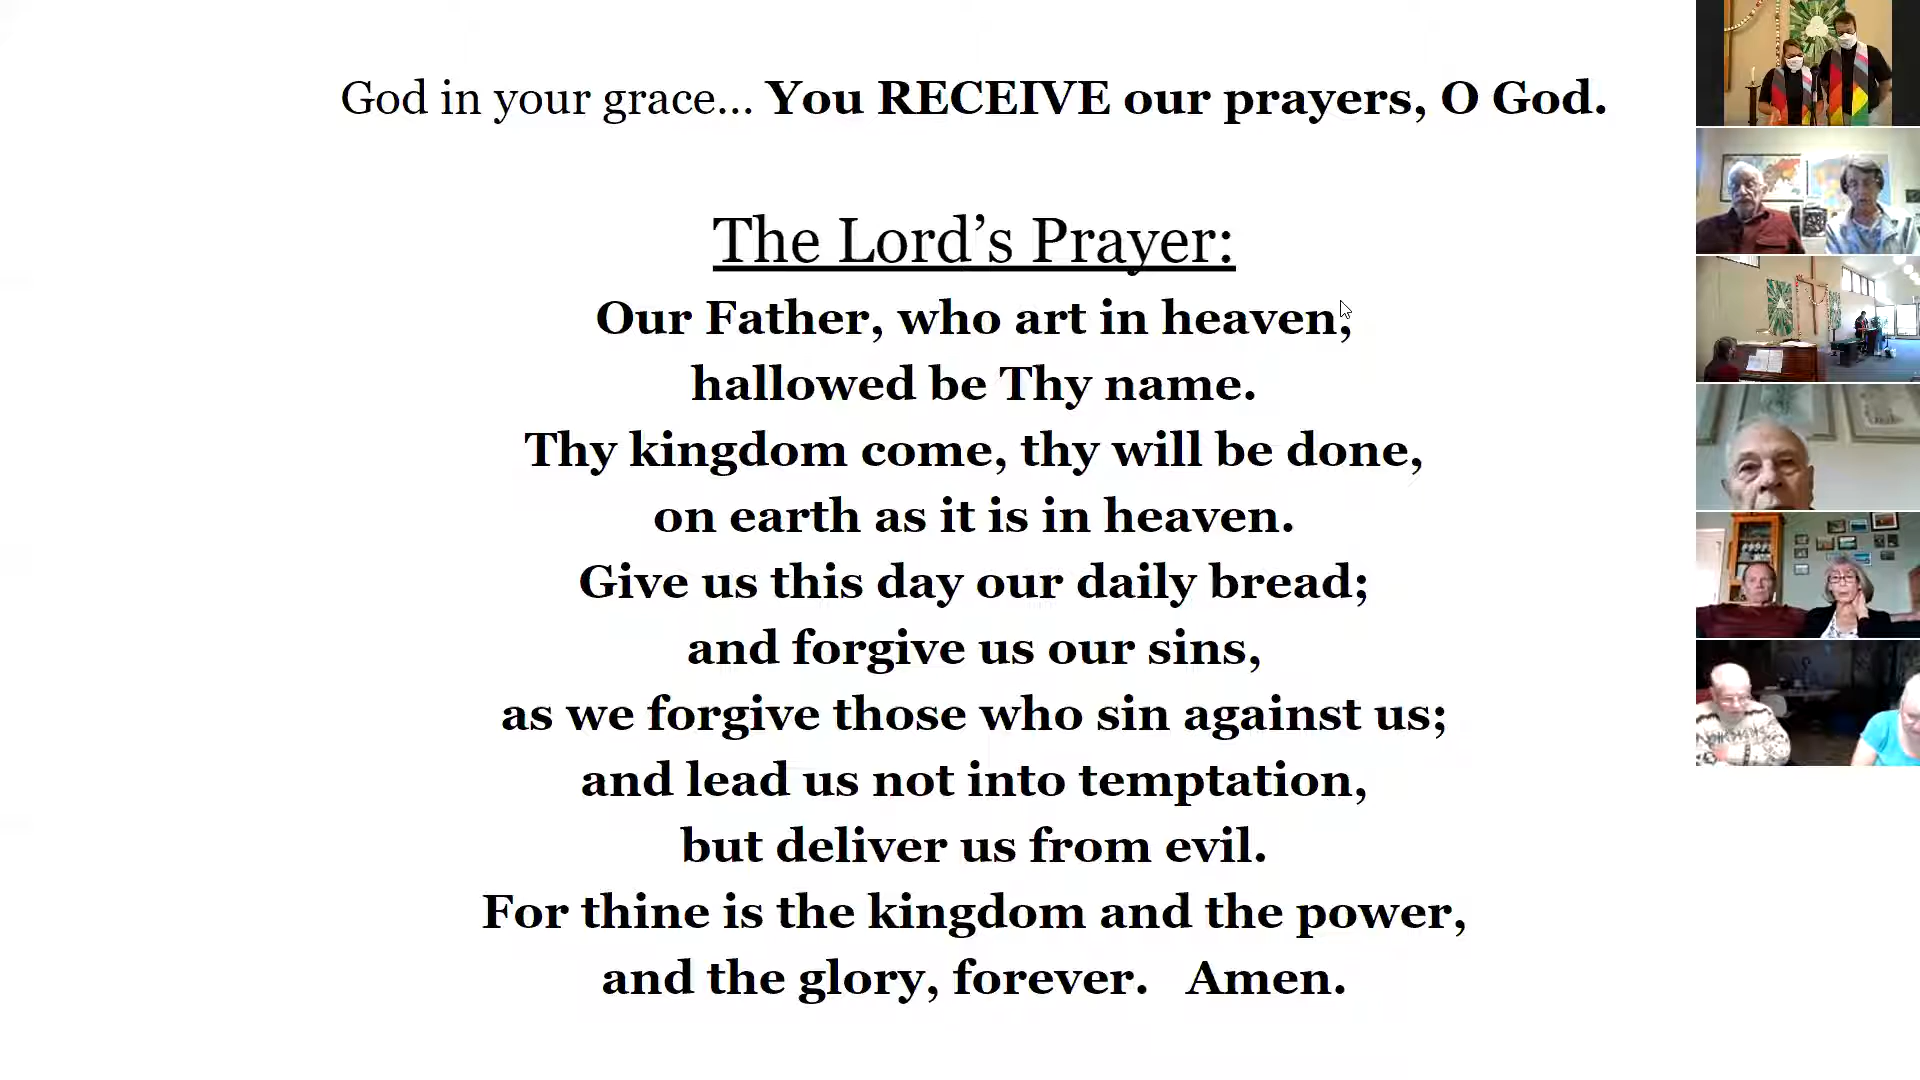 God in your grace... You RECEIVE our prayers, O God.
The Lord’s Prayer:
Our Father, who art in heaven,
hallowed be Thy name.
Thy kingdom come, thy will be done,
on earth as it is in heaven.
Give us this day our daily bread;
and forgive us our sins,
as we forgive those who sin against us;
and lead us not into temptation,
but deliver us from evil.
For thine is the kingdom and the power,
and the glory, forever.   Amen.